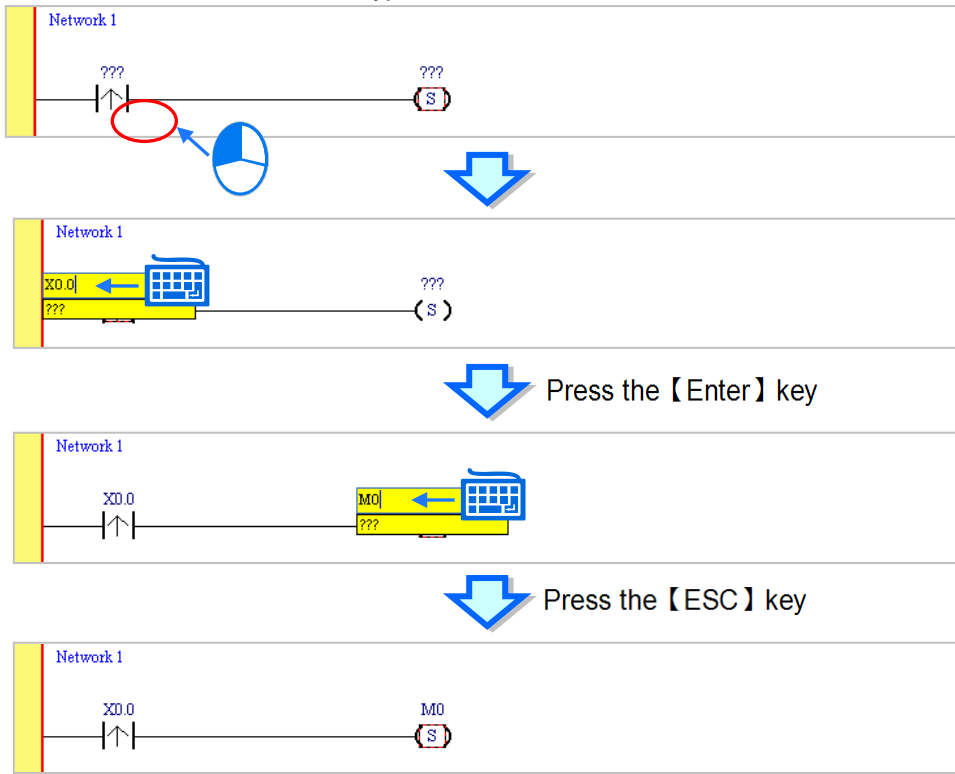 Network 1
??? ???
S
Network 1
X0.0
???
???
S
Press the【Enter】key
Network 1
X0.0
M0
???
Press the【ESC】key
Network 1
X0.0 M0
S